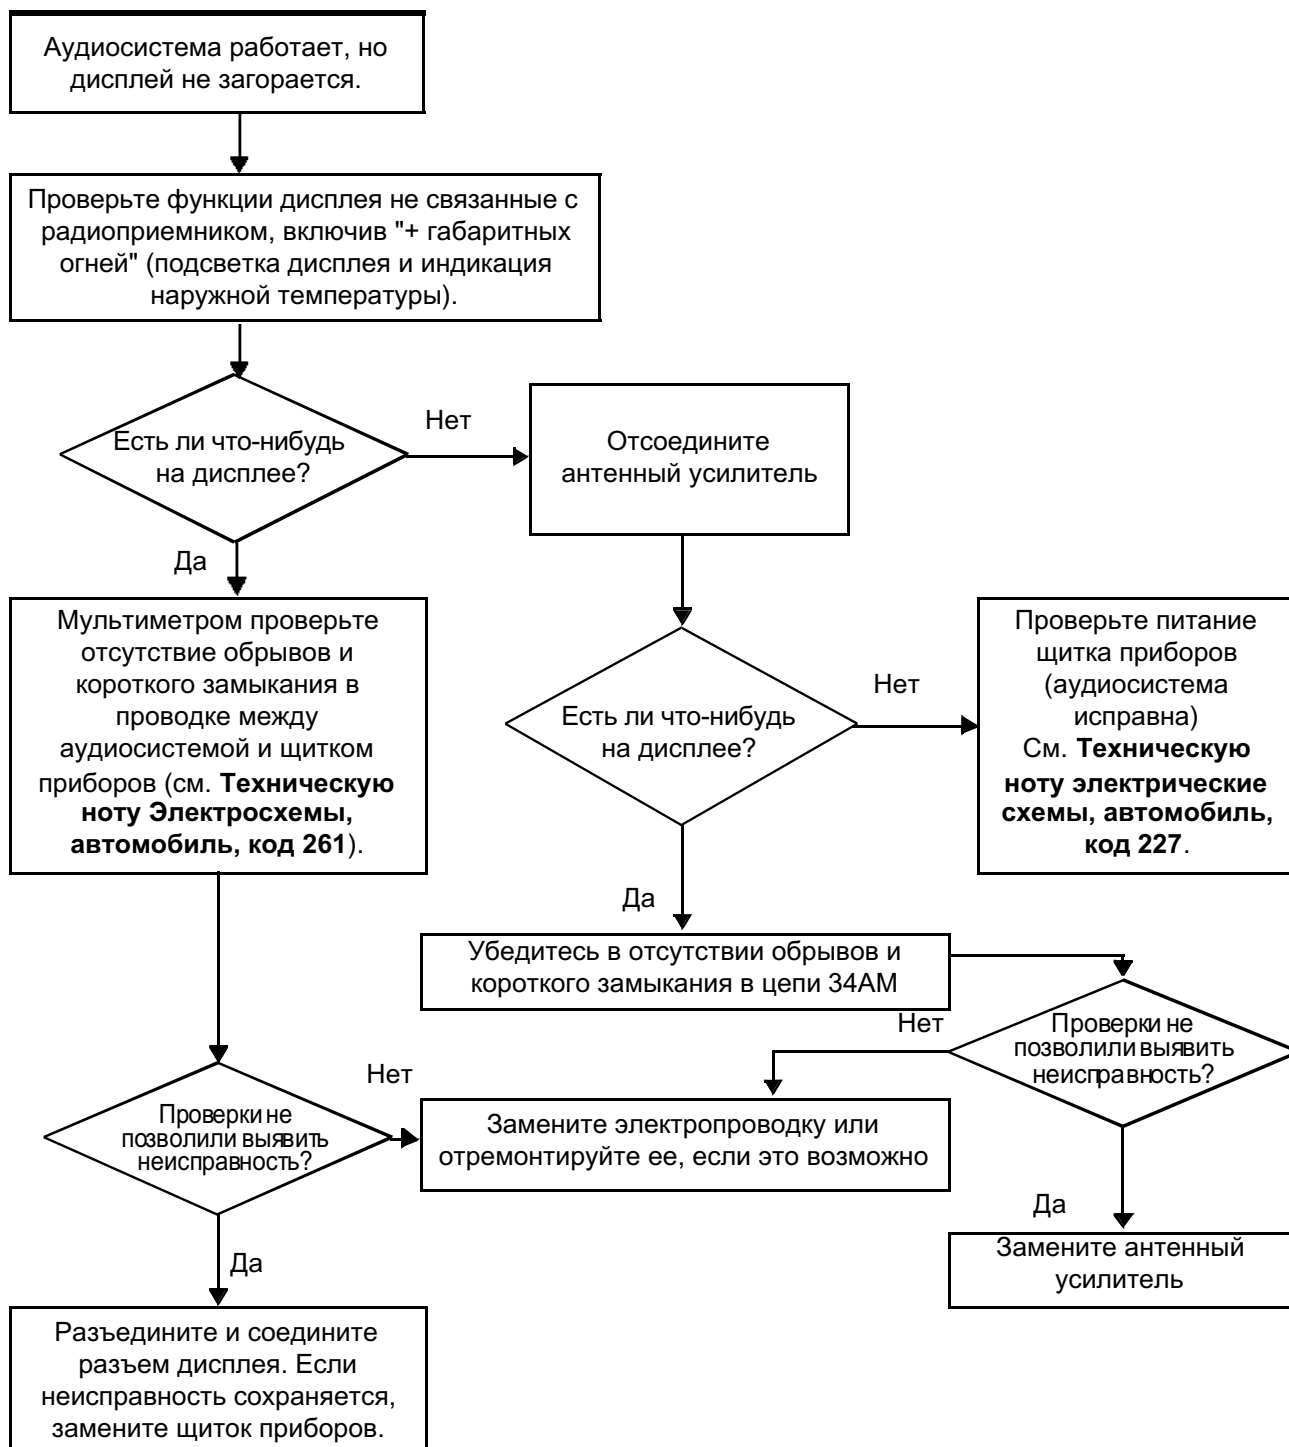 Аудиосистема работает, но
дисплей не загорается.
Проверьте функции дисплея не связанные с
радиоприемником, включив "+ габаритных
огней" (подсветка дисплея и индикация
наружной температуры).
Есть ли что-нибудь
на дисплее?
Нет
Отсоедините
антенный усилитель
Да
Мультиметром проверьте
отсутствие обрывов и
короткого замыкания в
проводке между
аудиосистемой и щитком
приборов (см. Техническую
ноту Электросхемы,
автомобиль, код 261).
Есть ли что-нибудь
на дисплее?
Нет
Проверьте питание
щитка приборов
(аудиосистема
исправна)
См. Техническую
ноту электрические
схемы, автомобиль,
код 227.
Да
Убедитесь в отсутствии обрывов и
короткого замыкания в цепи 34АМ
Нет
Проверки не
позволили выявить
неисправность?
Проверки не
позволили выявить
неисправность?
Нет
Замените электропроводку или
отремонтируйте ее, если это возможно
Да
Замените антенный
усилитель
Да
Разъедините и соедините
разъем дисплея. Если
неисправность сохраняется,
замените щиток приборов.